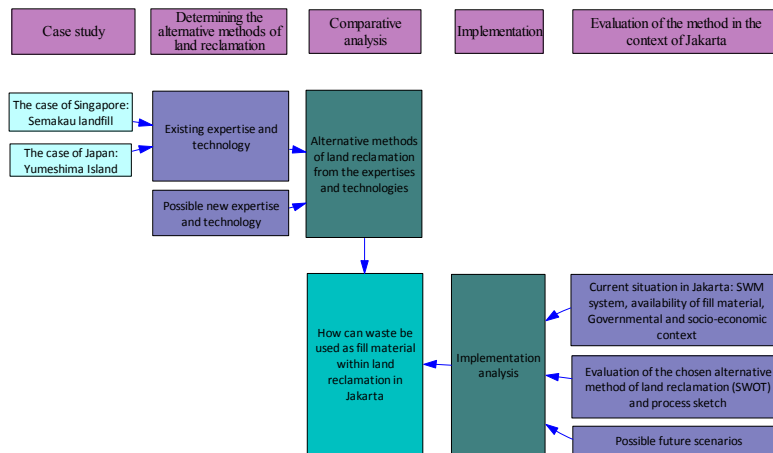 Case study
Determining the
alternative methods of
land reclamation
Comparative
analysis
Implementation
Evaluation of the method in the
context of Jakarta
The case of Singapore:
Semakau landfill
The case of Japan:
Yumeshima Island
Existing expertise and
technology
Possible new expertise
and technology
Alternative methods
of land reclamation
from the expertises and
technologies
How can waste be
used as fill material
within land
reclamation in
Jakarta
Implementation
analysis
Current situation in Jakarta: SWM
system, availability of fill material,
Governmental and socio-economic
context
Evaluation of the chosen alternative
method of land reclamation (SWOT)
and process sketch
Possible future scenarios